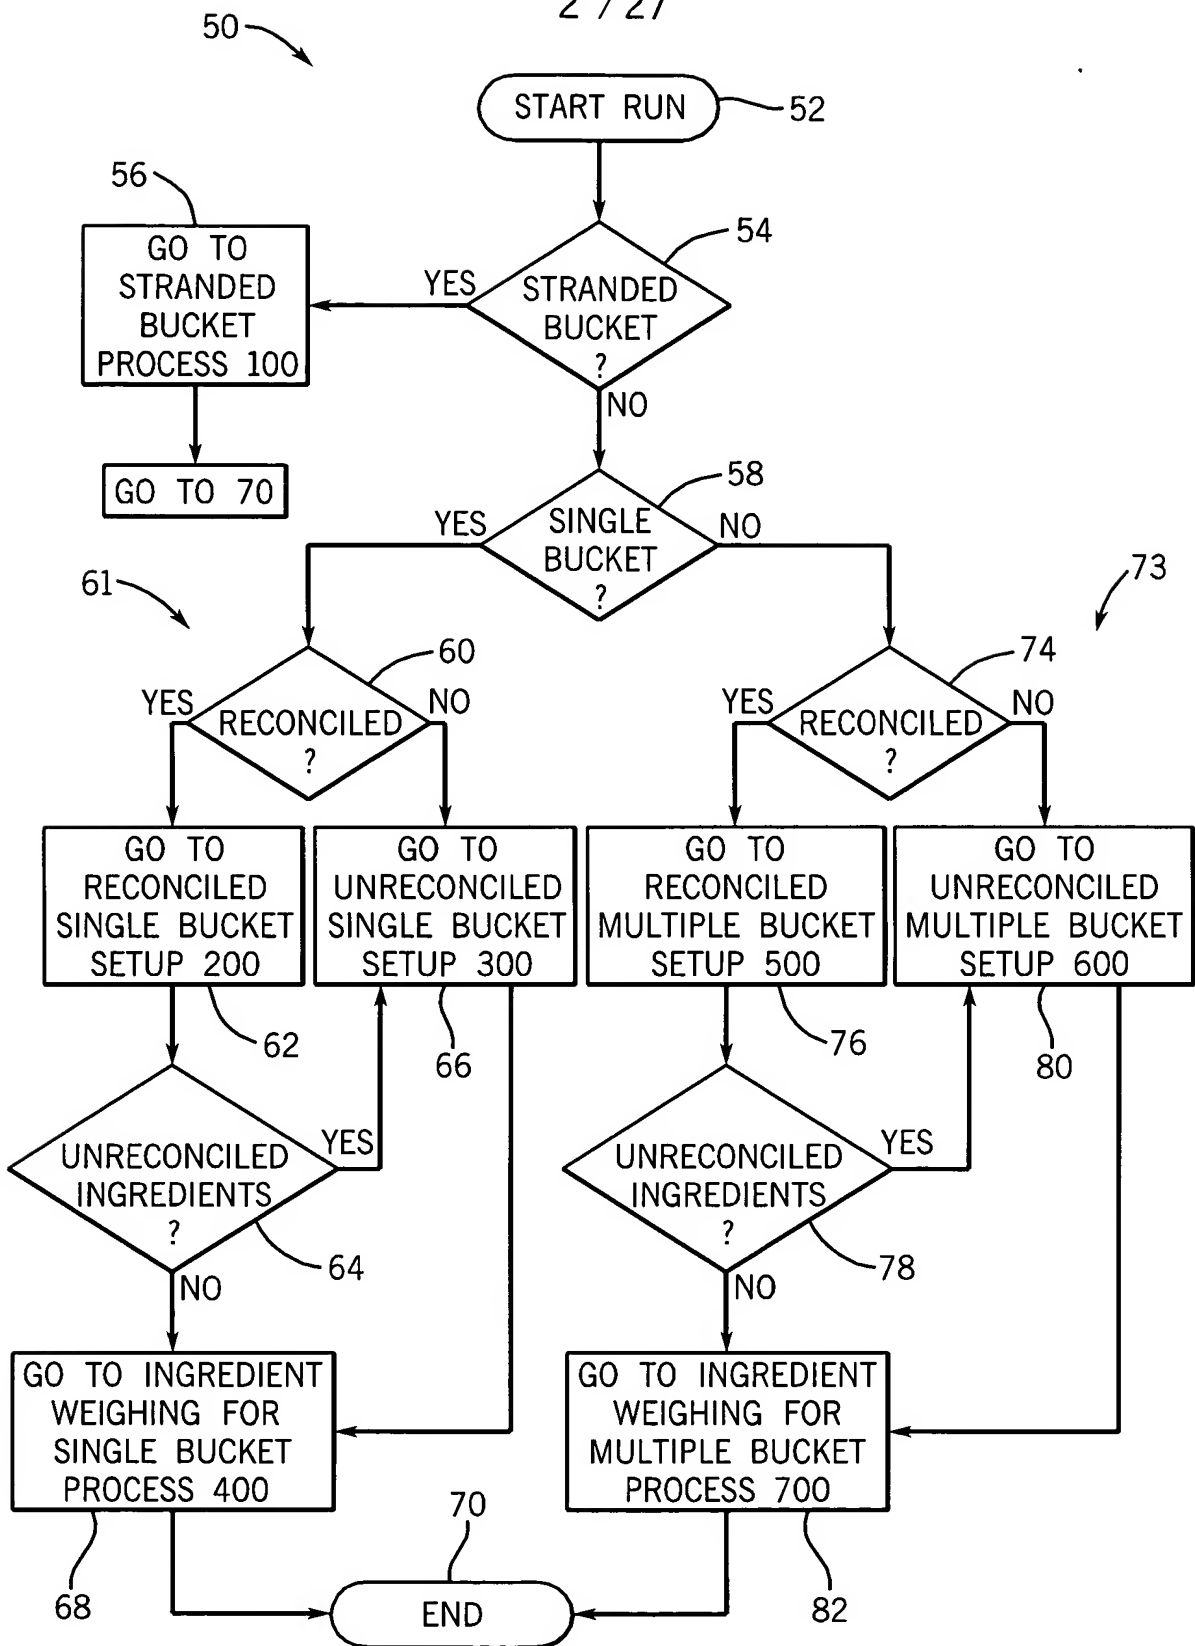 2 / 27
50
START RUN
52
56
GO TO
STRANDED
BUCKET
PROCESS 100
YES
STRANDED
BUCKET
?
54
NO
GO TO 70
58
YES
SINGLE
BUCKET
?
NO
61
73
60
74
YES
RECONCILED
?
NO
YES
RECONCILED
?
NO
GO TO
RECONCILED
SINGLE BUCKET
SETUP 200
GO TO
UNRECONCILED
SINGLE BUCKET
SETUP 300
GO TO
RECONCILED
MULTIPLE BUCKET
SETUP 500
GO TO
UNRECONCILED
MULTIPLE BUCKET
SETUP 600
62
66
76
80
UNRECONCILED
INGREDIENTS
?
YES
UNRECONCILED
INGREDIENTS
?
YES
64
78
NO
NO
GO TO INGREDIENT
WEIGHING FOR
SINGLE BUCKET
PROCESS 400
GO TO INGREDIENT
WEIGHING FOR
MULTIPLE BUCKET
PROCESS 700
70
68
END
82